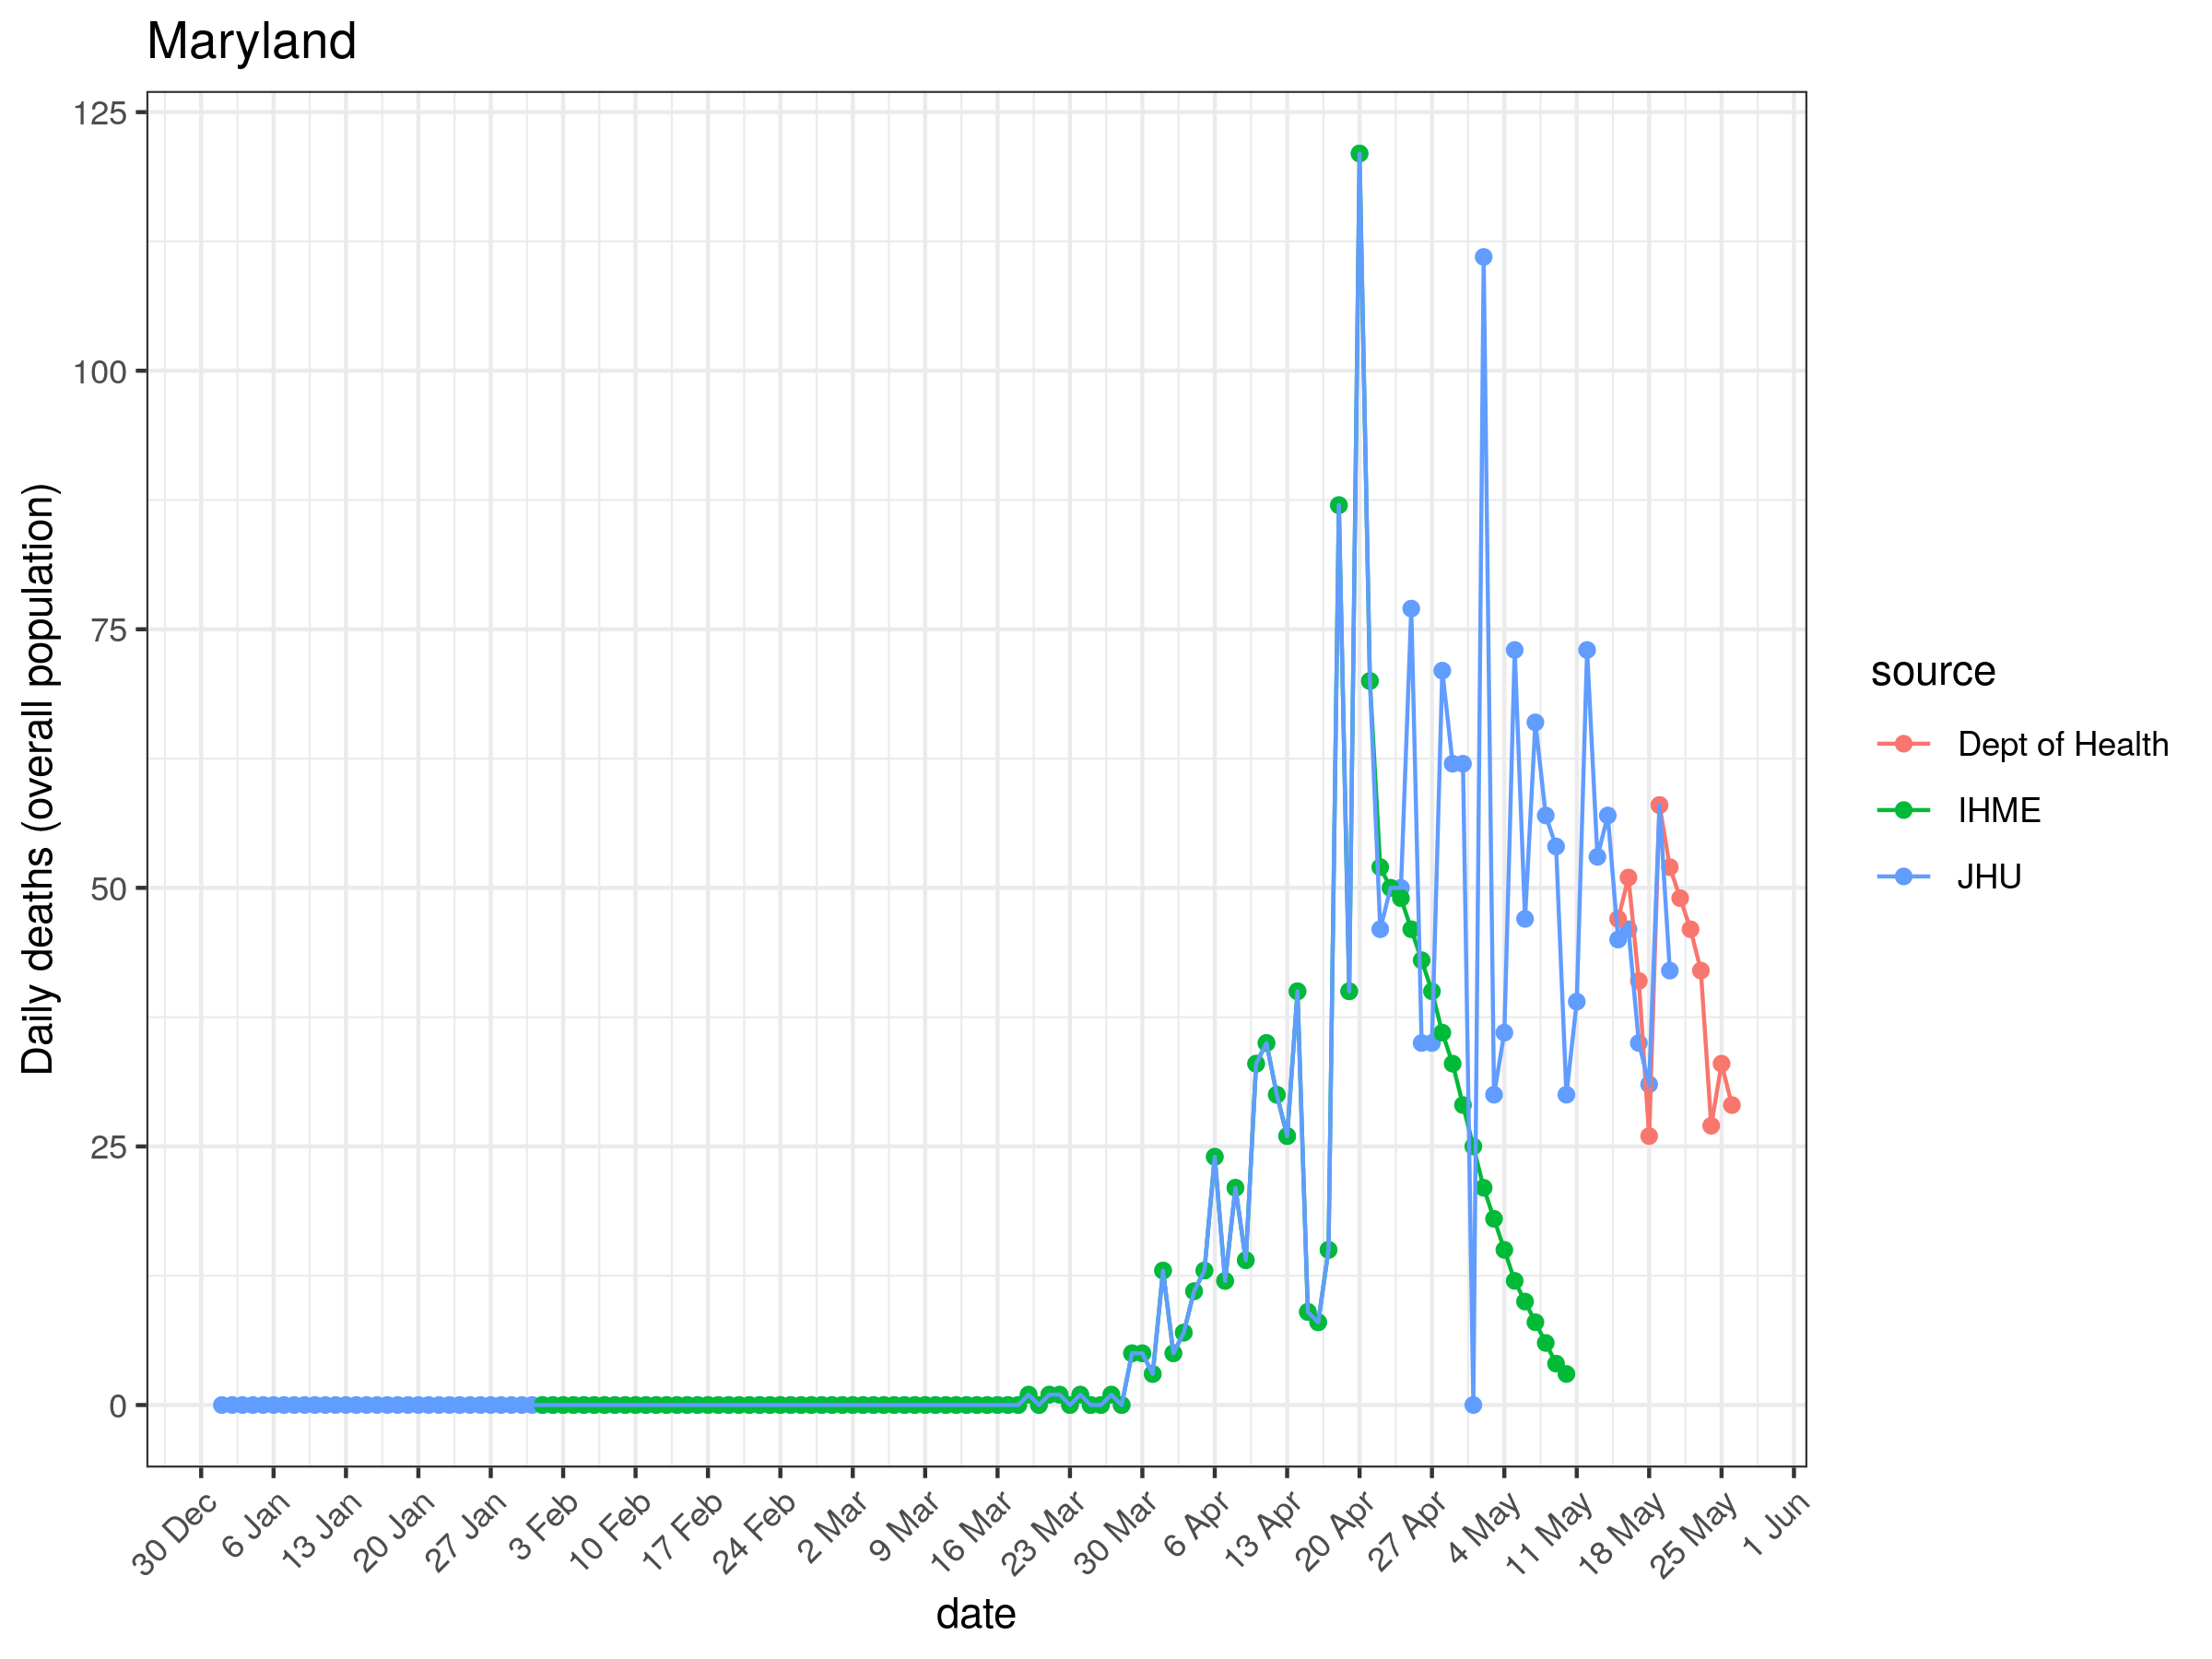 Maryland
125
100
75
50
25
0
Daily deaths (overall population)
30 Dec
6 Jan
13 Jan
20 Jan
27 Jan
3 Feb
10 Feb
17 Feb
24 Feb
2 Mar
9 Mar
16 Mar
23 Mar
30 Mar
6 Apr
13 Apr
20 Apr
27 Apr
4 May
11 May
18 May
25 May
1 Jun
date
source
Dept of Health
IHME
JHU